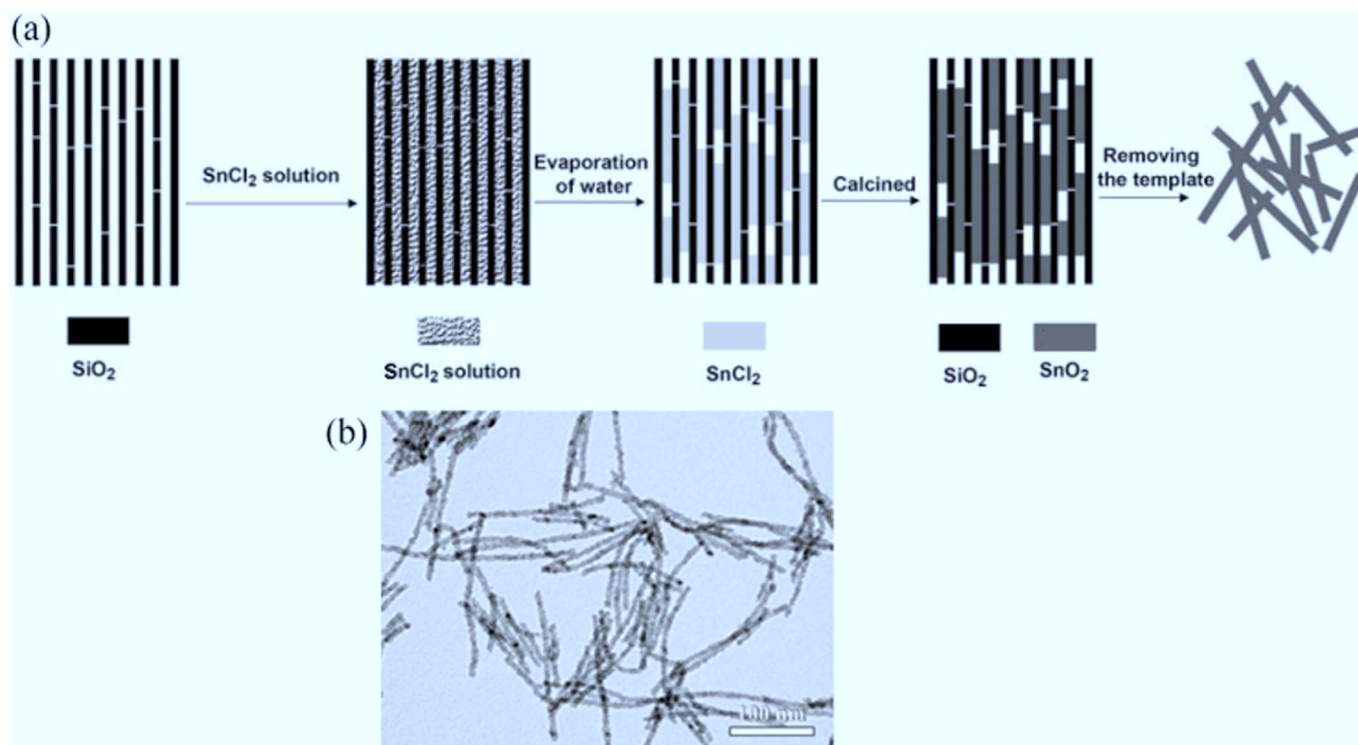 (a)
SnCl₂ solution
Evaporation
of water
Calcined
Removing
the template
SiO₂
SnCl₂ solution
SnCl₂
SiO₂
SnO₂
(b)
100 nm